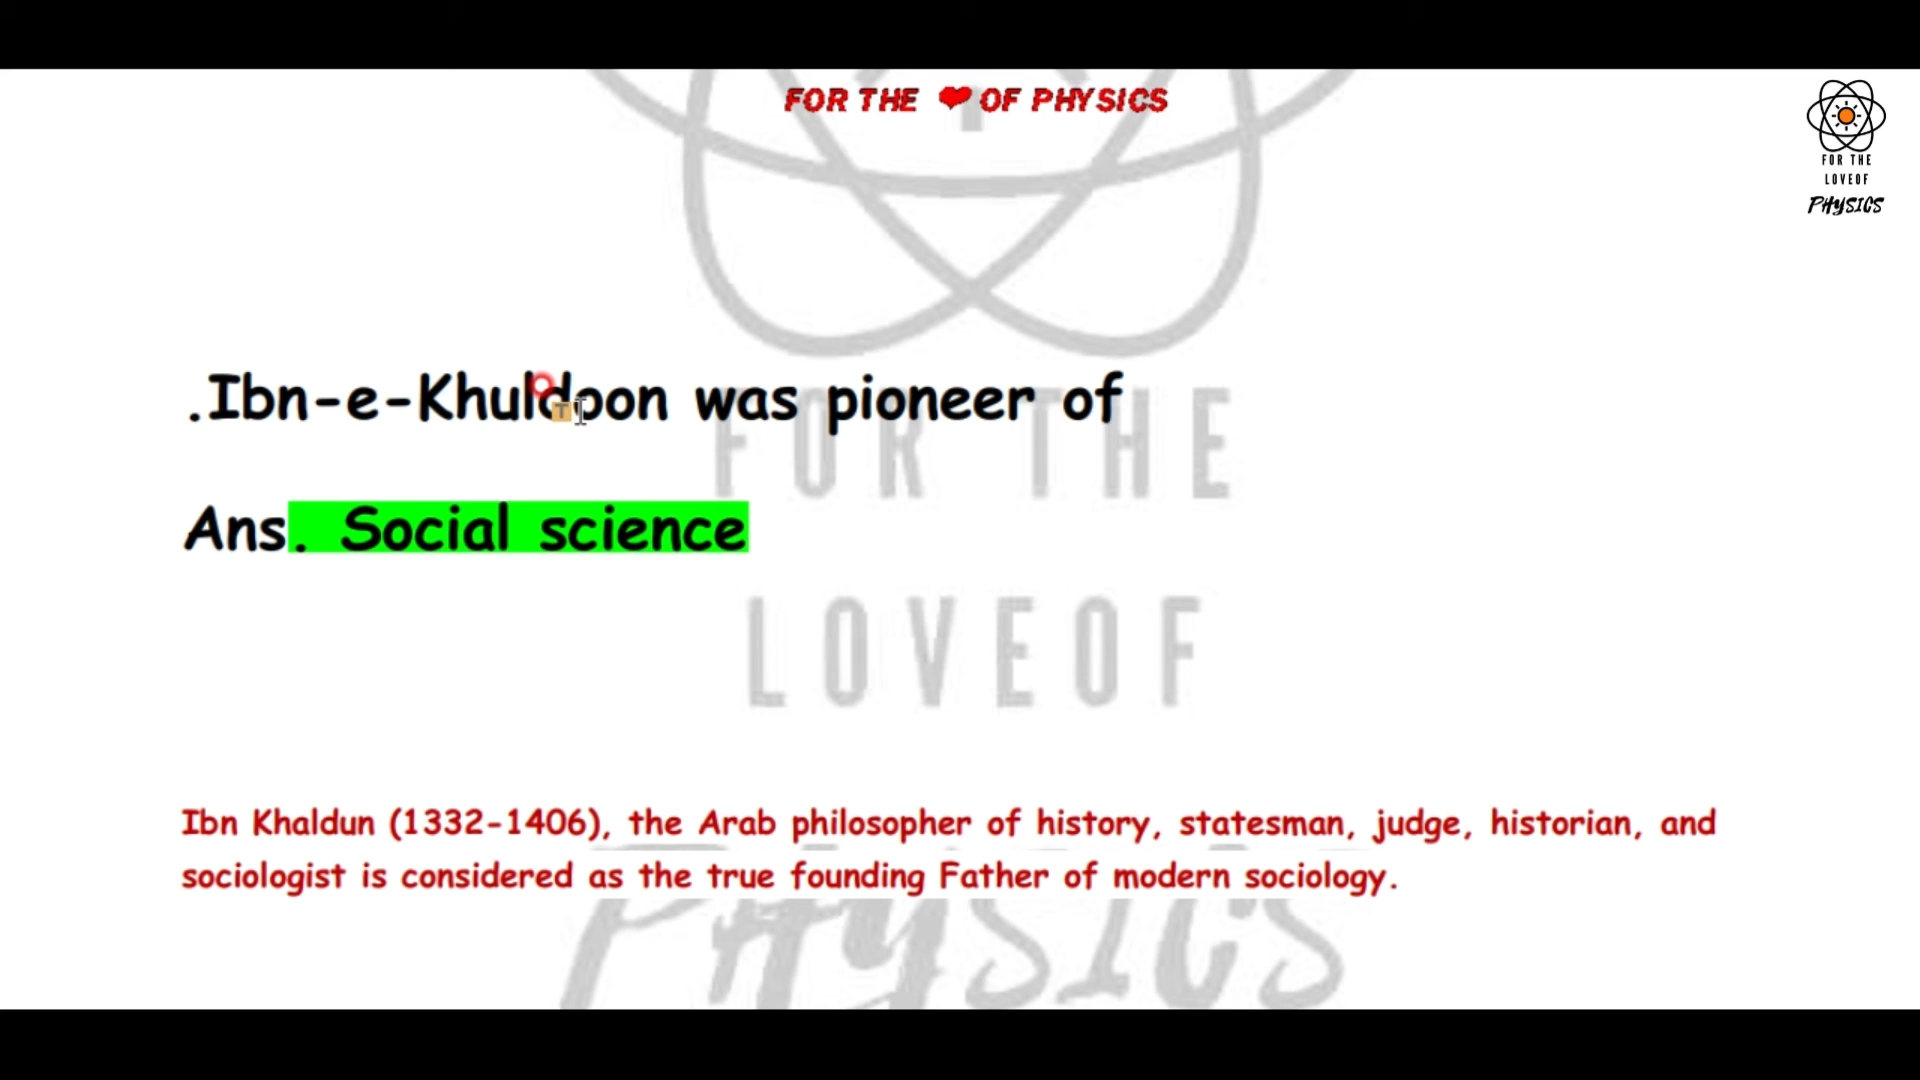 FOR THE ❤ OF PHYSICS
FOR THE
LOVEOF
PHYSICS
.Ibn-e-Khuldoon was pioneer of
FOR THE
Ans. Social science
LOVEOF
Ibn Khaldun (1332-1406), the Arab philosopher of history, statesman, judge, historian, and
sociologist is considered as the true founding Father of modern sociology.
PHYSICS